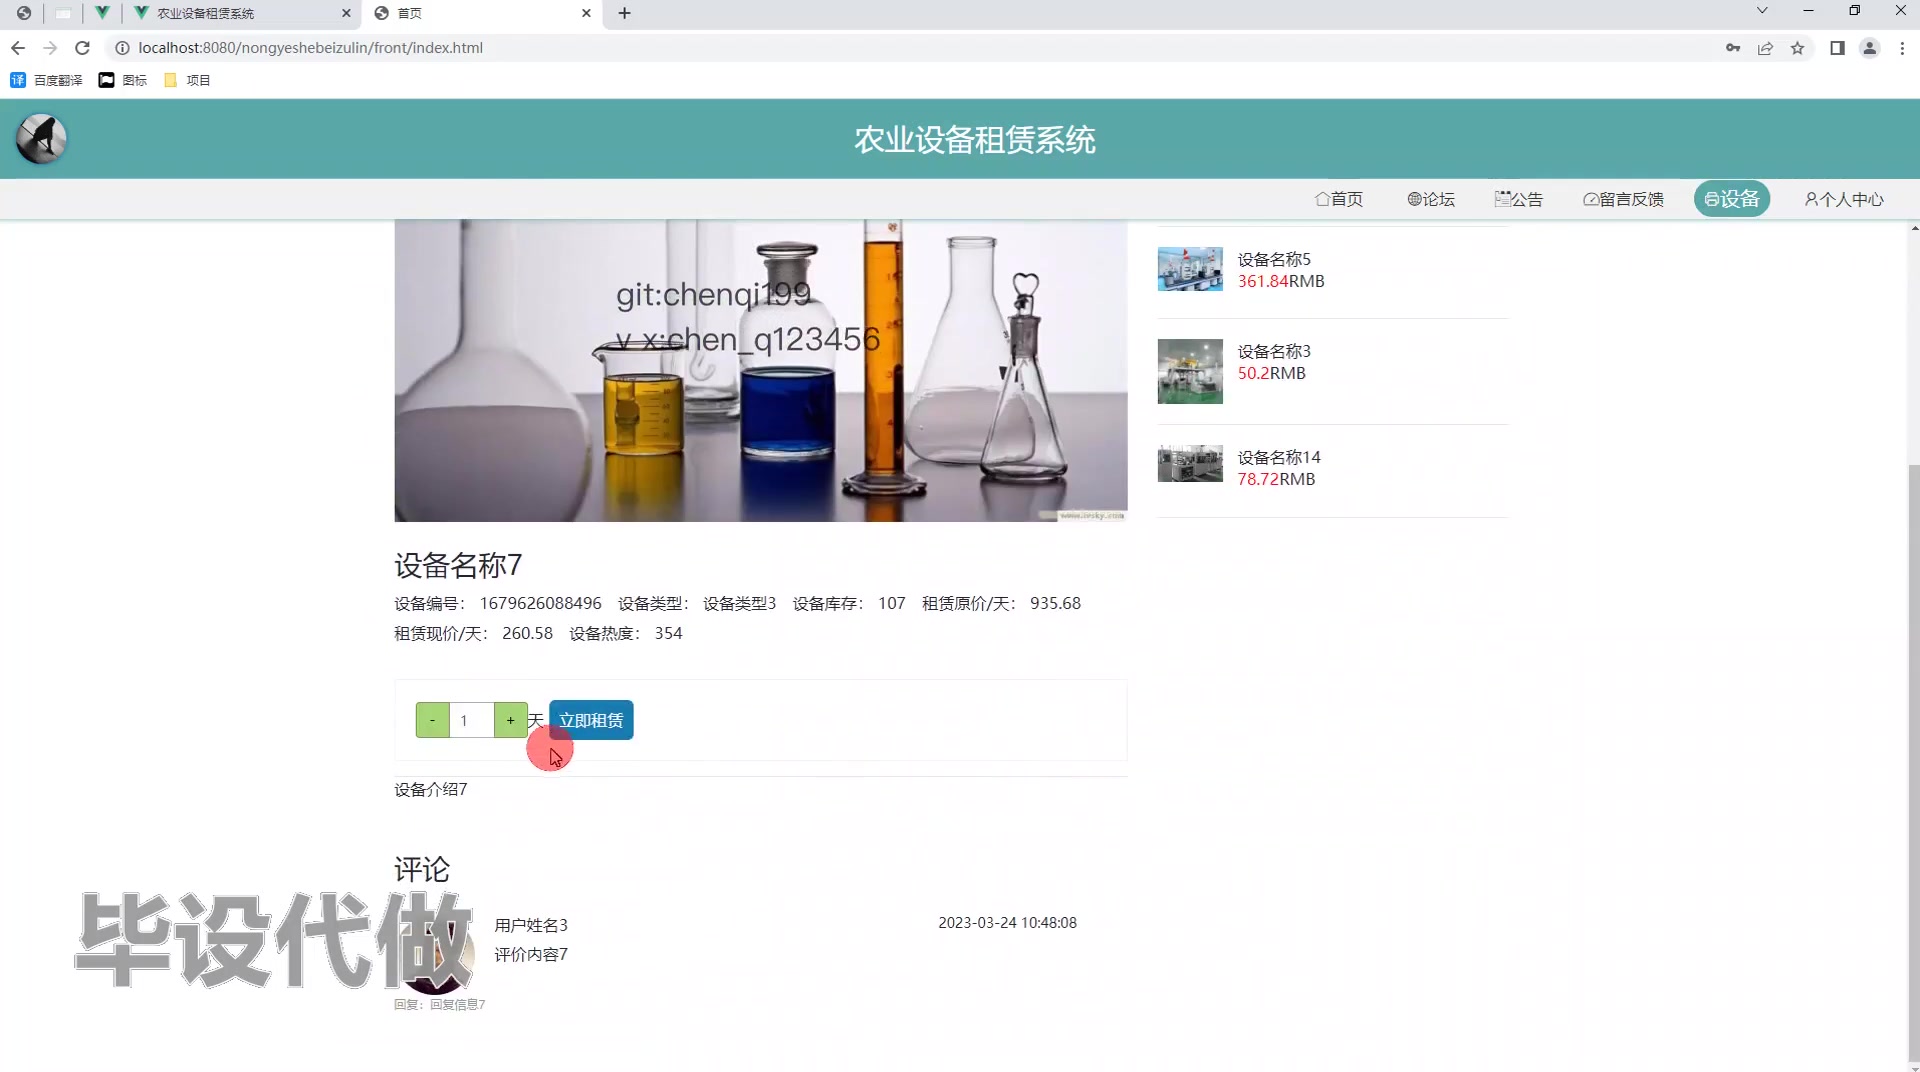 农业设备租赁系统
首页
localhost:8080/nongyeshebeizulin/front/index.html
译 百度翻译 图标 项目
农业设备租赁系统
首页 论坛 公告 留言反馈 设备 个人中心
git:chenqi199
v_x:chen_q123456
设备名称5
361.84RMB
设备名称3
50.2RMB
设备名称14
78.72RMB
设备名称7
设备编号： 1679626088496 设备类型： 设备类型3 设备库存： 107 租赁原价/天： 935.68
租赁现价/天： 260.58 设备热度： 354
- 1 + 天 立即租赁
设备介绍7
评论
用户姓名3 2023-03-24 10:48:08
评价内容7
毕设代做
回复：回复信息7